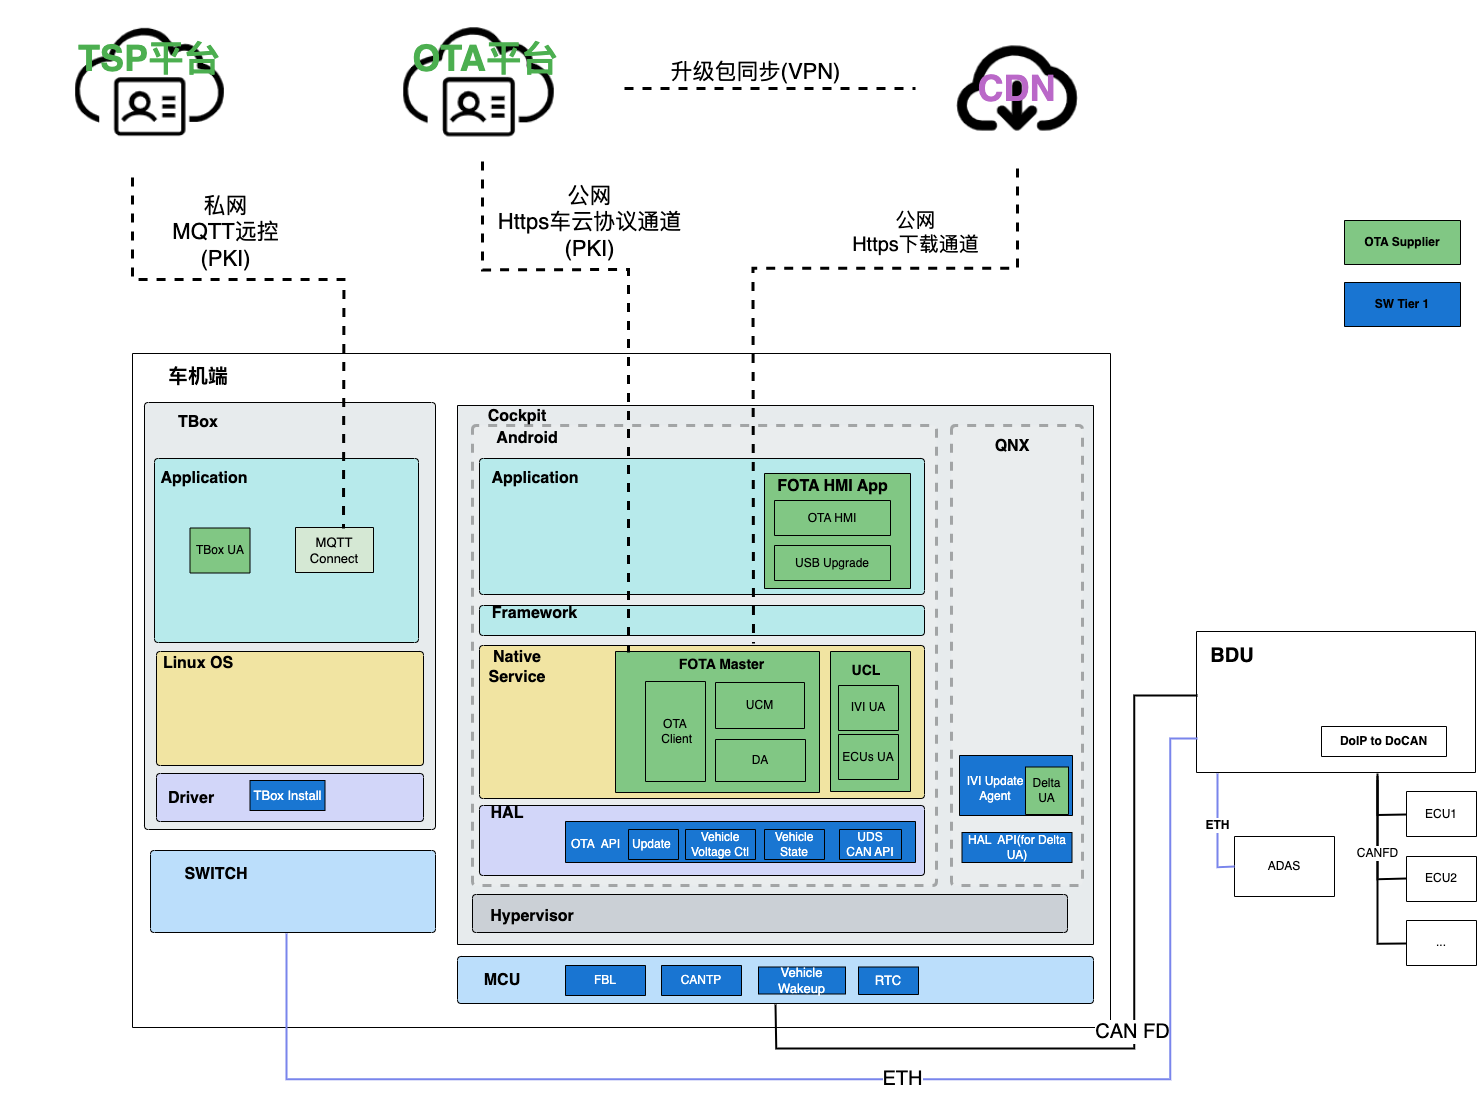 TSP平台
OTA平台
升级包同步(VPN)
CDN
私网
MQTT远控
(PKI)
公网
Https车云协议通道
(PKI)
公网
Https下载通道
OTA Supplier
SW Tier 1
车机端
TBox
Application
TBox UA
MQTT
Connect
Linux OS
Driver
TBox Install
SWITCH
Cockpit
Android
Application
FOTA HMI App
OTA HMI
USB Upgrade
Framework
Native
Service
FOTA Master
OTA
Client
UCM
DA
UCL
IVI UA
ECUs UA
HAL
OTA API
Update
Vehicle
Voltage Ctl
Vehicle
State
UDS
CAN API
QNX
IVI Update
Agent
Delta
UA
HAL API(for Delta
UA)
Hypervisor
MCU
FBL
CANTP
Vehicle
Wakeup
RTC
BDU
DoIP to DoCAN
ETH
ADAS
CANFD
ECU1
ECU2
...
CAN FD
ETH